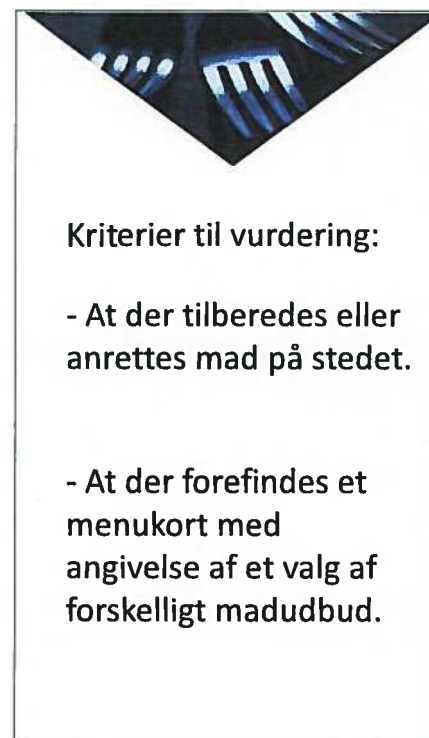 Kriterier til vurdering:
- At der tilberedes eller
anrettes mad på stedet.
- At der forefindes et
menukort med
angivelse af et valg af
forskelligt madudbud.